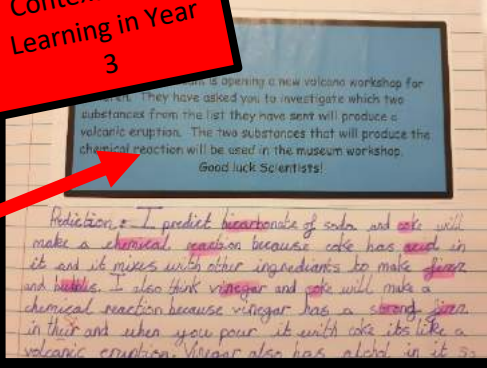 Learning in Year
3
is opening a new volcano workshop for
They have asked you to investigate which two
substances from the list they have sent will produce a
volcanic eruption. The two substances that will produce the
chemical reaction will be used in the museum workshop.
Good luck Scientists!
Prediction: I predict bicarbonate of soda and coke will
make a chemical reaction because coke has acid in
it and it mixes with other ingrediants to make fizzz
and bubbles. I also think vinegar and coke will make a
chemical reaction because vinegar has a strong fizzz
in their and when you pour it with coke its like a
volcanic eruption. Vinegar also has alchol in it so